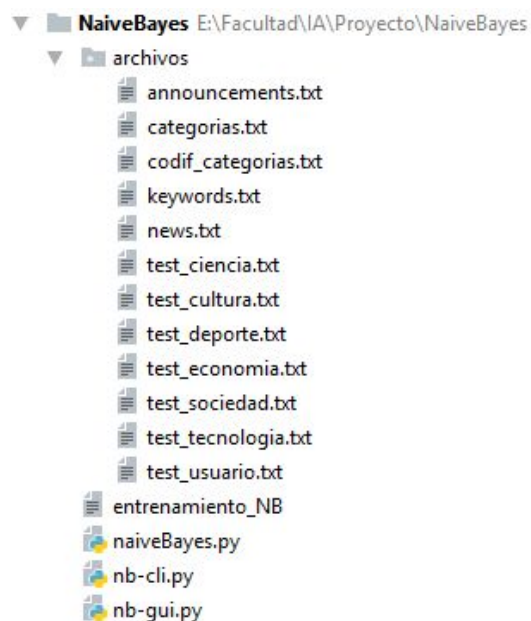 NaiveBayes E:\Facultad\IA\Proyecto\NaiveBayes
archivos
announcements.txt
categorias.txt
codif_categorias.txt
keywords.txt
news.txt
test_ciencia.txt
test_cultura.txt
test_deporte.txt
test_economia.txt
test_sociedad.txt
test_tecnologia.txt
test_usuario.txt
entrenamiento_NB
naiveBayes.py
nb-cli.py
nb-gui.py